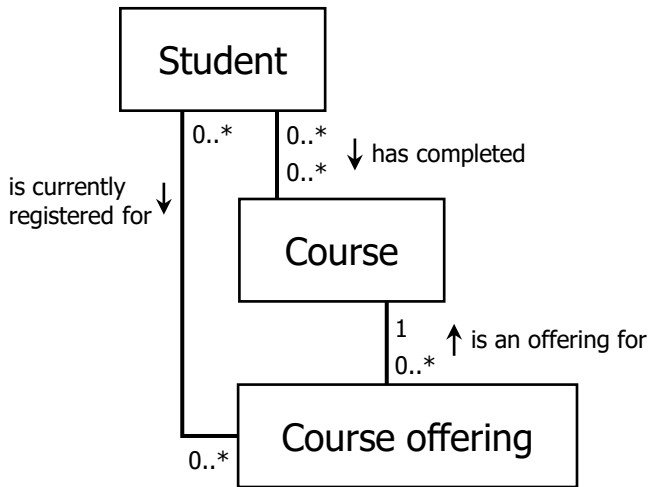 Student
0..*
0..*
has completed
0..*
is currently
registered for
Course
1
is an offering for
0..*
Course offering
0..*